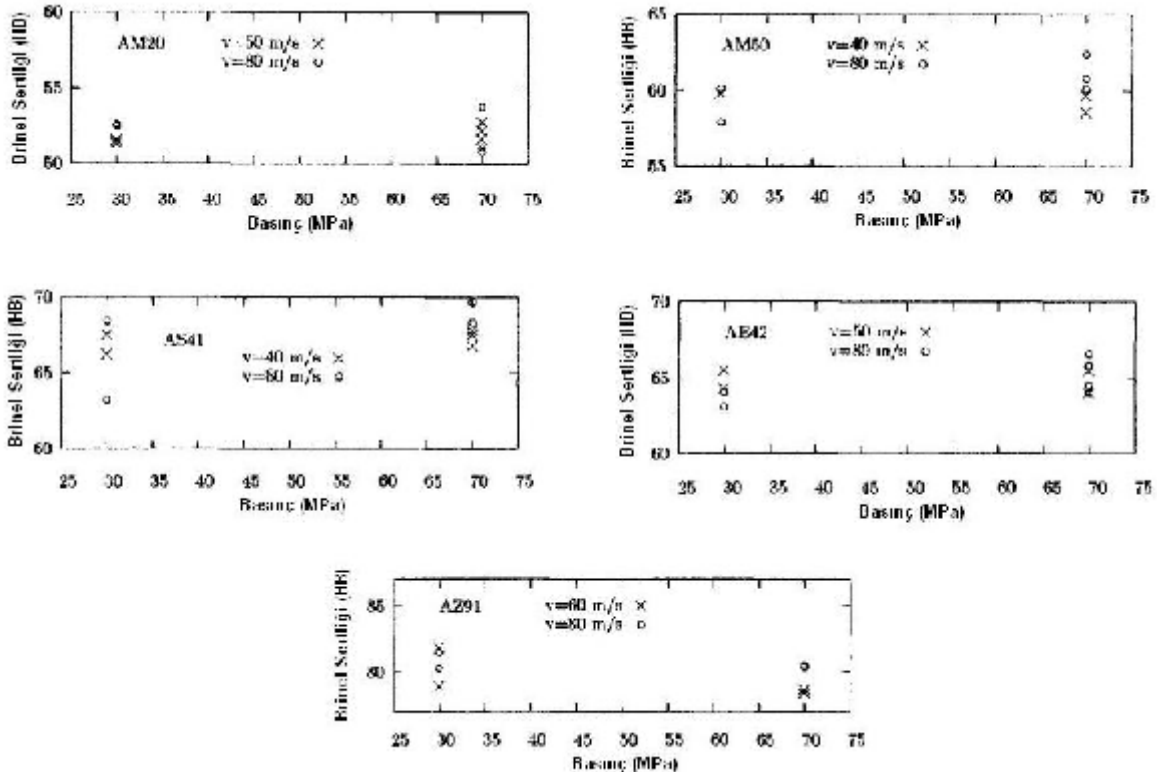 Brinel Sertliği (HB)
60
55
50
AM20
v=50 m/s ×
v=80 m/s o
25 30 35 40 45 50 55 60 65 70 75
Basınç (MPa)
Brinel Sertliği (HB)
65
60
55
AM50
v=40 m/s ×
v=80 m/s o
25 30 35 40 45 50 55 60 65 70 75
Basınç (MPa)
Brinel Sertliği (HB)
70
65
60
AS41
v=40 m/s ×
v=80 m/s o
25 30 35 40 45 50 55 60 65 70 75
Basınç (MPa)
Brinel Sertliği (HB)
70
65
60
AE42
v=50 m/s ×
v=80 m/s o
25 30 35 40 45 50 55 60 65 70 75
Basınç (MPa)
Brinel Sertliği (HB)
85
80
AZ91
v=60 m/s ×
v=80 m/s o
25 30 35 40 45 50 55 60 65 70 75
Basınç (MPa)